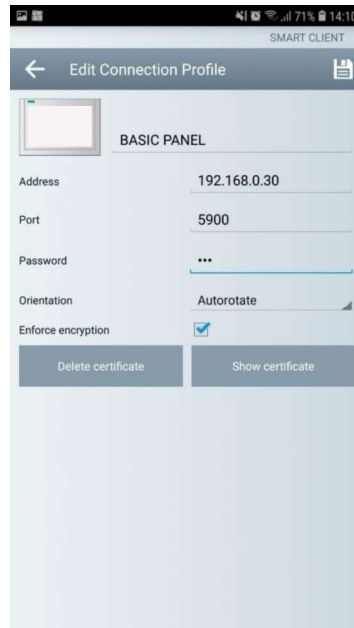 71% 14:10
SMART CLIENT
Edit Connection Profile
BASIC PANEL
Address 192.168.0.30
Port 5900
Password •••
Orientation Autorotate
Enforce encryption
Delete certificate Show certificate